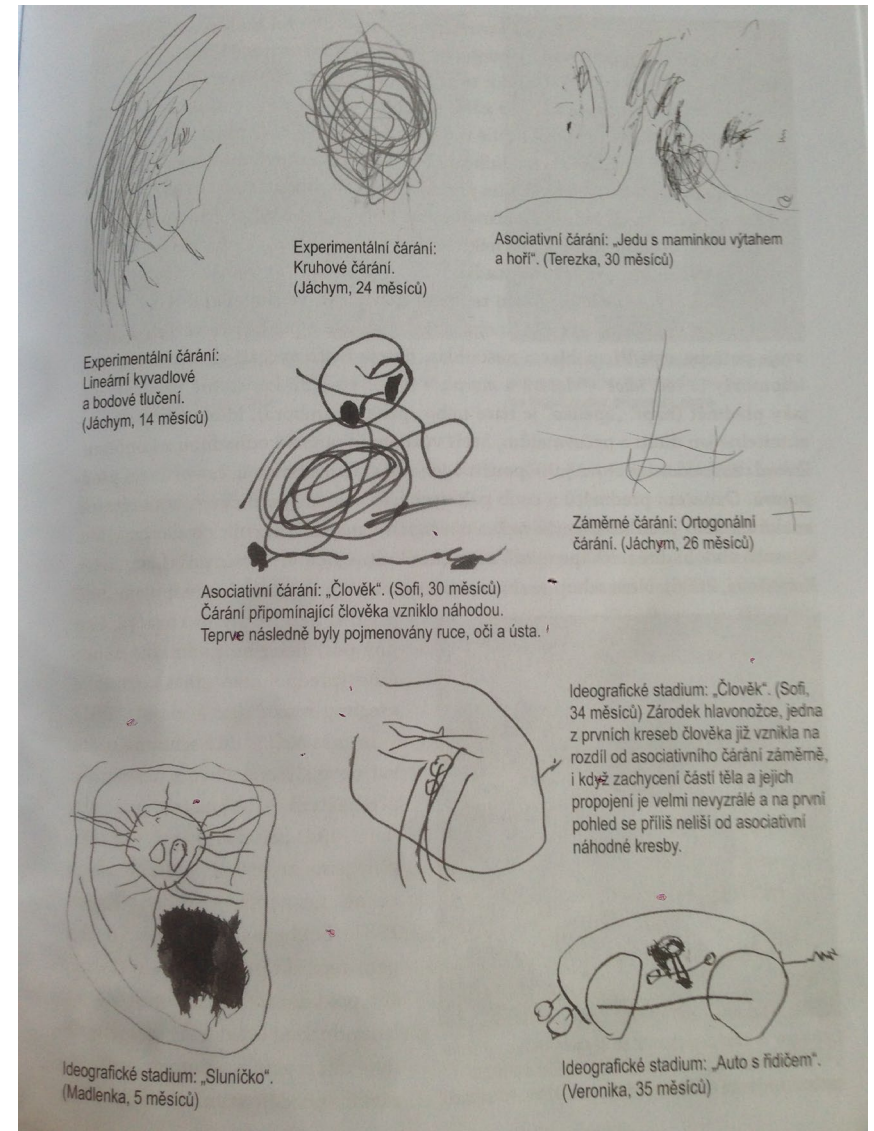 Experimentální čárání:
Kruhové čárání.
(Jáchym, 24 měsíců)
Asociativní čárání: „Jedu s maminkou výtahem
a hoří“. (Terezka, 30 měsíců)
Experimentální čárání:
Lineární kyvadlové
a bodové tlučení.
(Jáchym, 14 měsíců)
Záměrné čárání: Ortogonální
čárání. (Jáchym, 26 měsíců)
Asociativní čárání: „Člověk“. (Sofi, 30 měsíců)
Čárání připomínající člověka vzniklo náhodou.
Teprve následně byly pojmenovány ruce, oči a ústa.
Ideografické stadium: „Člověk“. (Sofi,
34 měsíců) Zárodek hlavonožce, jedna
z prvních kreseb člověka již vznikla na
rozdíl od asociativního čárání záměrně,
i když zachycení částí těla a jejich
propojení je velmi nevyzrálé a na první
pohled se příliš neliší od asociativní
náhodné kresby.
Ideografické stadium: „Sluníčko“.
(Madlenka, 5 měsíců)
Ideografické stadium: „Auto s řidičem“.
(Veronika, 35 měsíců)